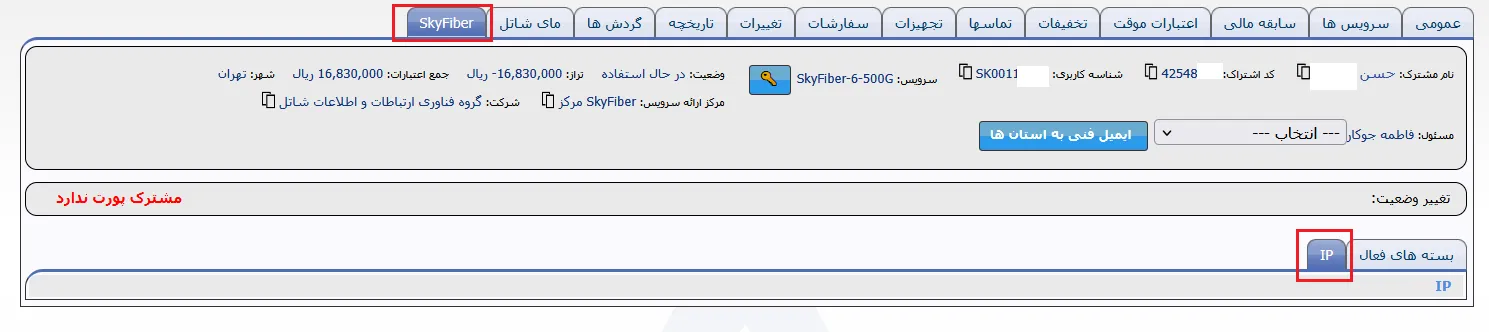 عمومی سرویس ها سابقه مالی اعتبارات موقت تخفیفات تماسها تجهیزات سفارشات تغییرات تاریخچه گردش ها مای شاتل SkyFiber
نام مشترک: حسن کد اشتراک: 42548 شناسه کاربری: SK0011 سرویس: SkyFiber-6-500G وضعیت: در حال استفاده تراز: 16,830,000- ریال جمع اعتبارات: 16,830,000 ریال شهر: تهران
مرکز ارائه سرویس: SkyFiber مرکز شرکت: گروه فناوری ارتباطات و اطلاعات شاتل
مسئول: فاطمه جوکار --- انتخاب --- ایمیل فنی به استان ها
تغییر وضعیت: مشترک پورت ندارد
بسته های فعال IP
IP